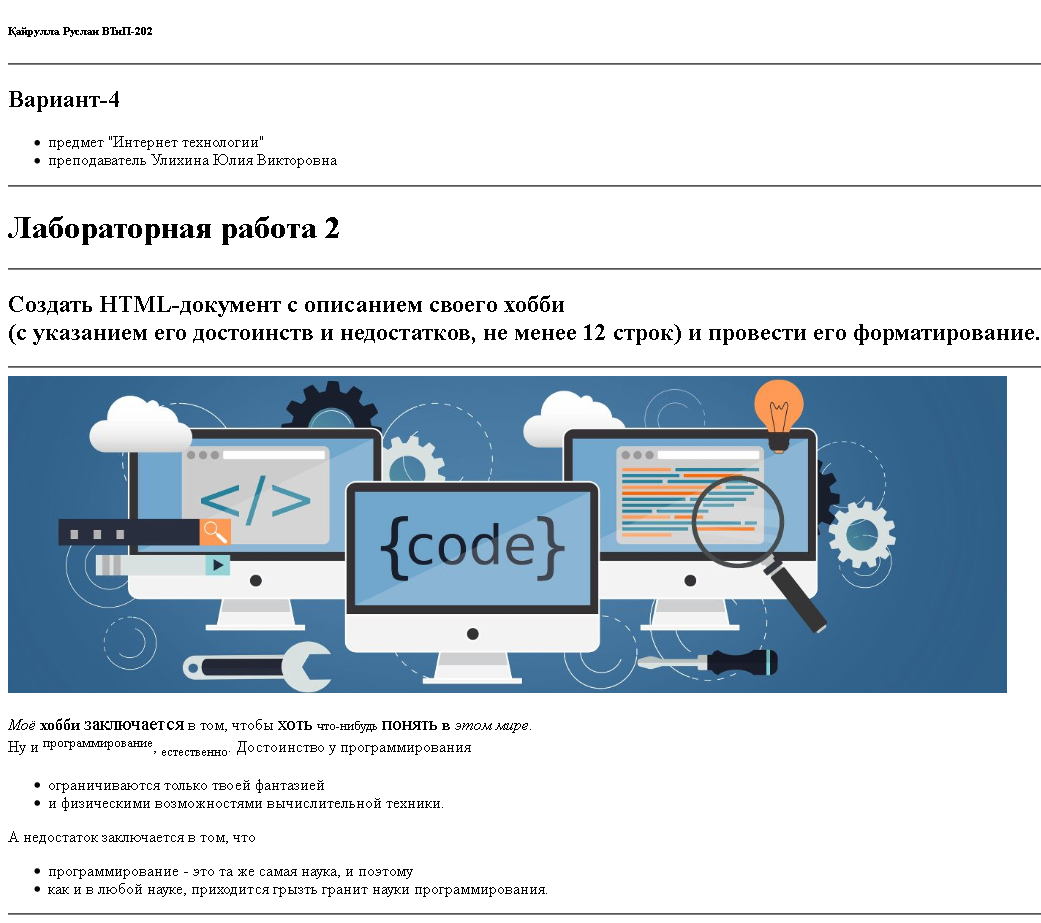 Қайрулла Руслан ВТиП-202
Вариант-4
предмет "Интернет технологии"
преподаватель Улихина Юлия Викторовна
Лабораторная работа 2
Создать HTML-документ с описанием своего хобби
(с указанием его достоинств и недостатков, не менее 12 строк) и провести его форматирование.
</>
{code}
Моё хобби заключается в том, чтобы хоть что-нибудь понять в этом мире.
Ну и программирование, естественно. Достоинство у программирования
ограничиваются только твоей фантазией
и физическими возможностями вычислительной техники.
А недостаток заключается в том, что
программирование - это та же самая наука, и поэтому
как и в любой науке, приходится грызть гранит науки программирования.